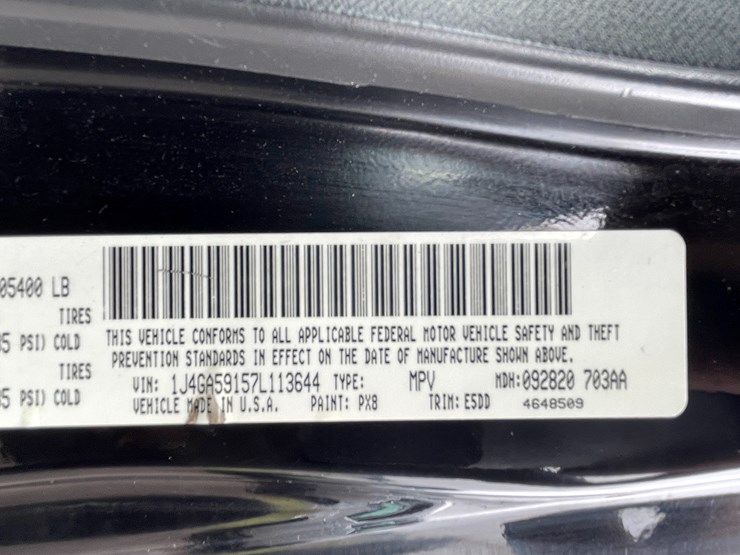 05400 LB
TIRES
5 PSI) COLD
TIRES
5 PSI) COLD
THIS VEHICLE CONFORMS TO ALL APPLICABLE FEDERAL MOTOR VEHICLE SAFETY AND THEFT
PREVENTION STANDARDS IN EFFECT ON THE DATE OF MANUFACTURE SHOWN ABOVE.
VIN: 1J4GA59157L113644 TYPE: MPV MDH:092820 703AA
VEHICLE MADE IN U.S.A. PAINT: PX8 TRIM: E5DD 4648509